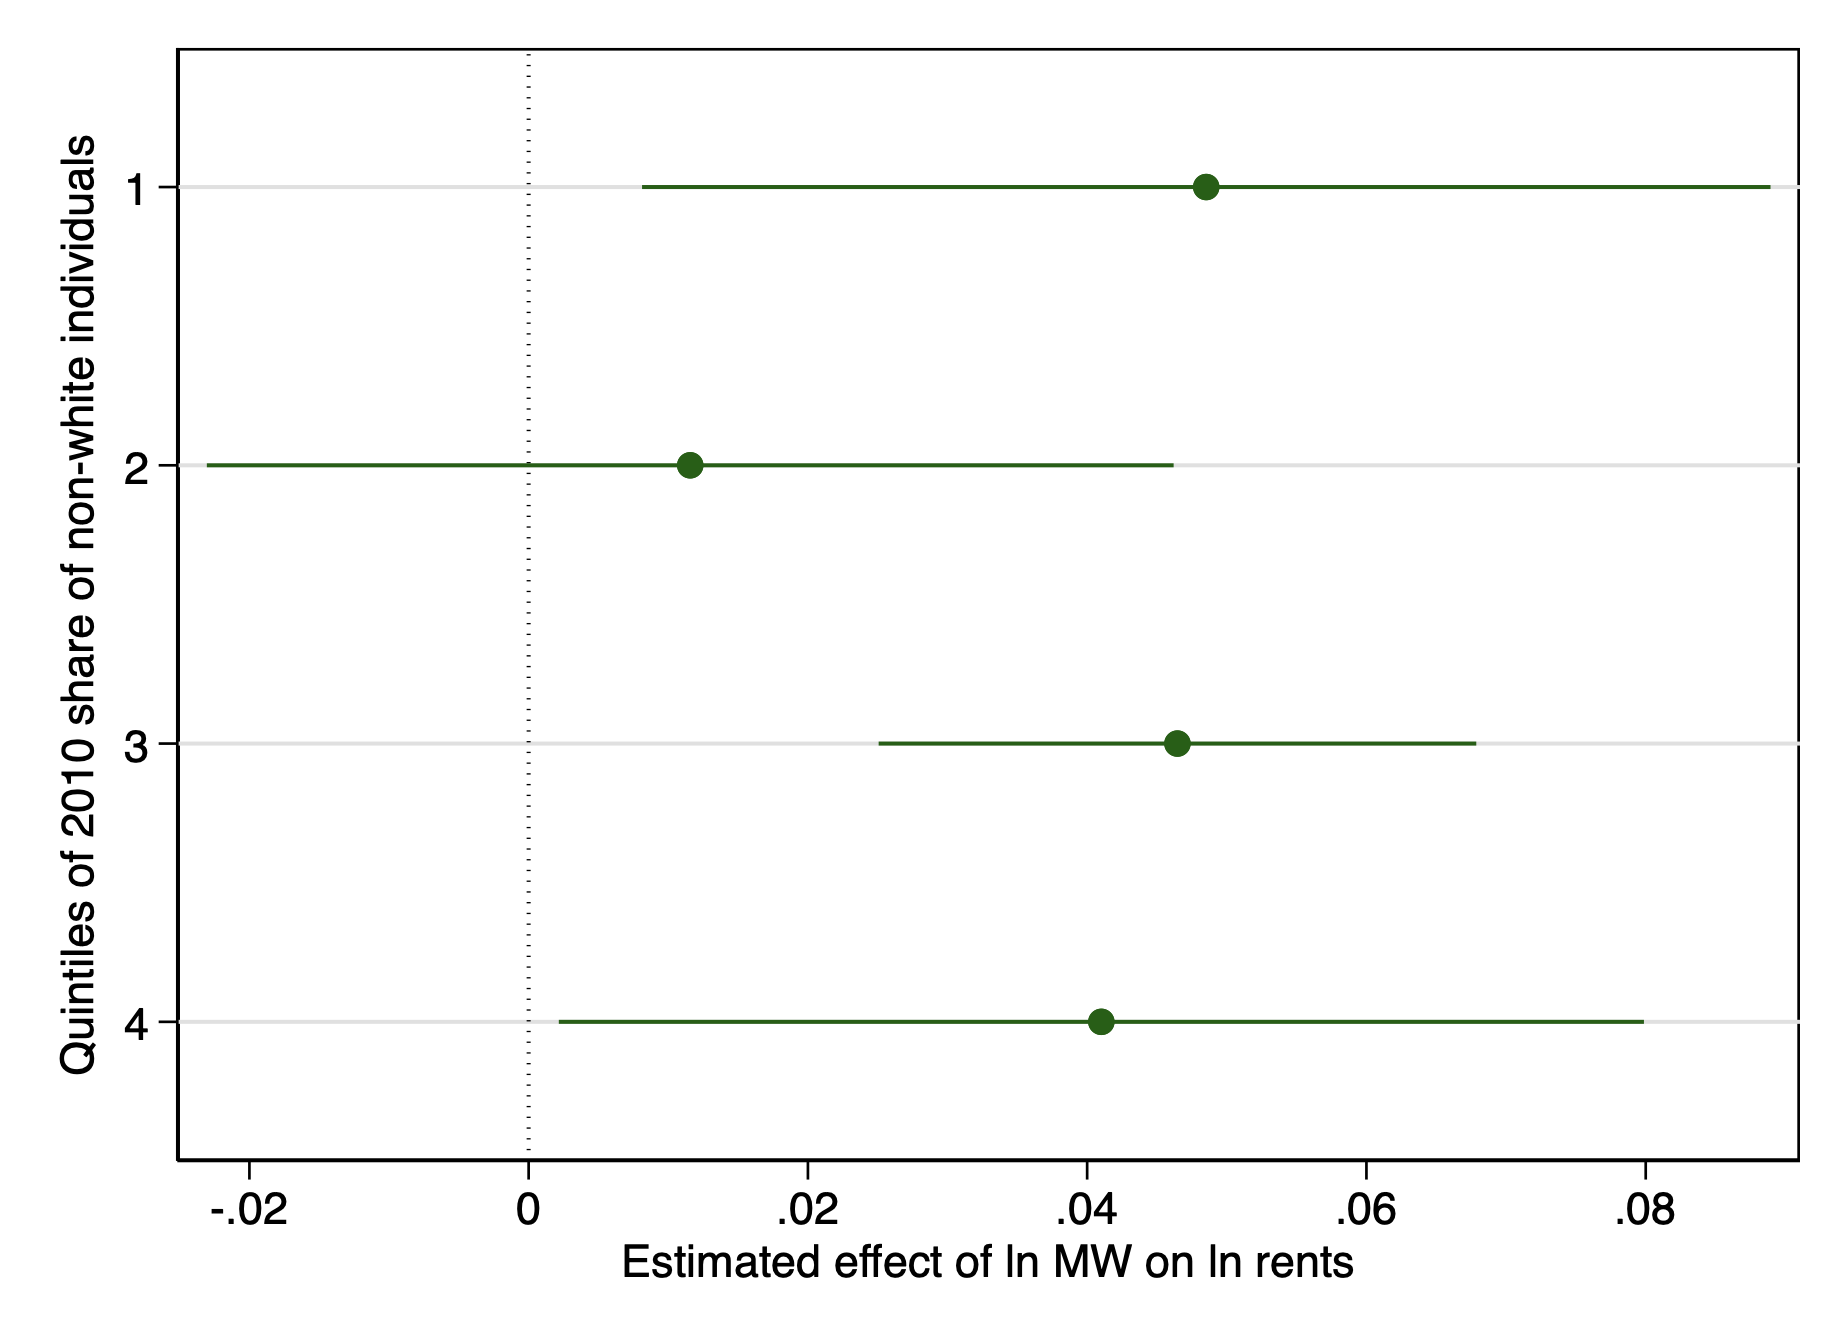 Quintiles of 2010 share of non-white individuals
1
2
3
4
-.02 0 .02 .04 .06 .08
Estimated effect of ln MW on ln rents